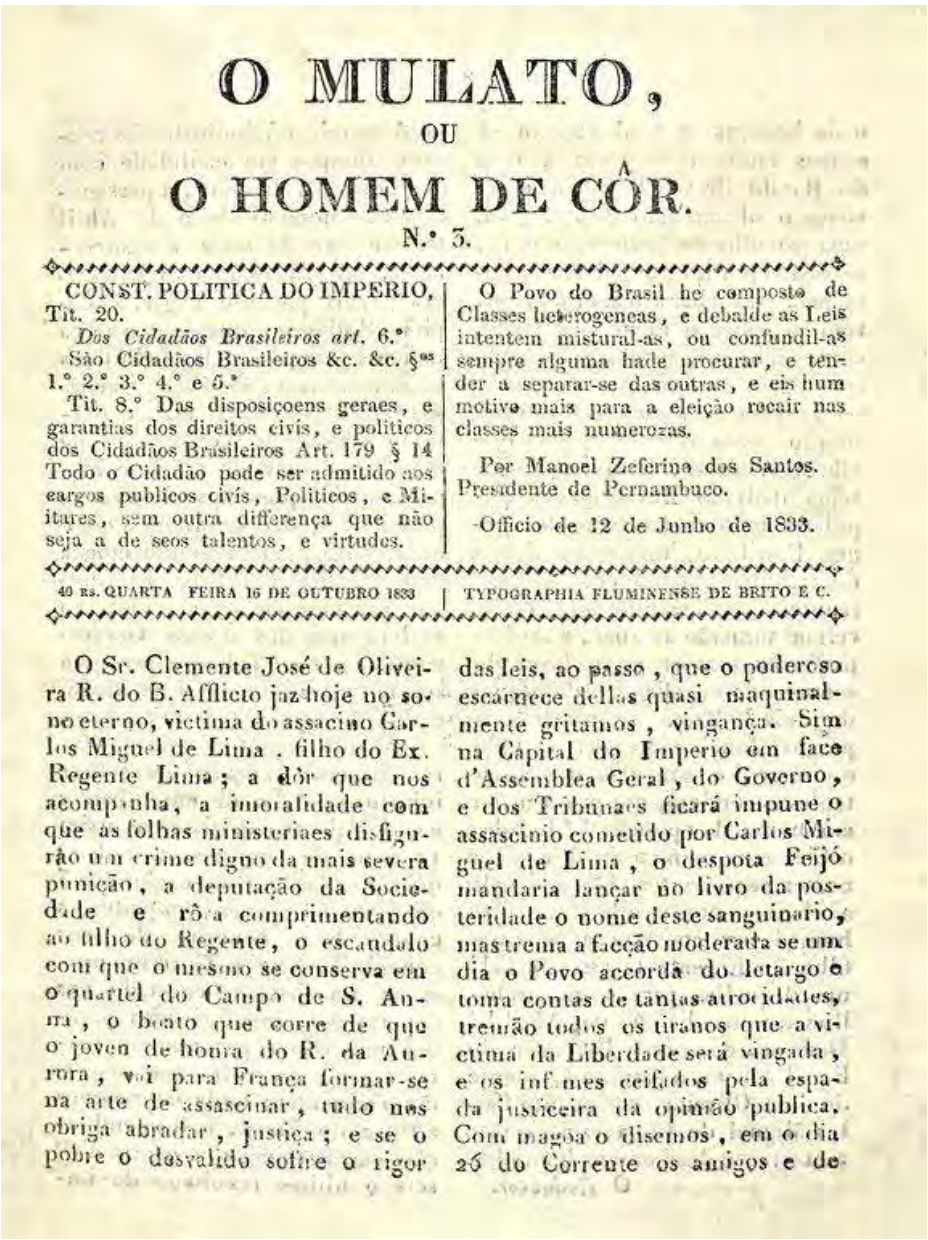 O MULATO,
OU
O HOMEM DE CÔR.
N.º 3.
CONST. POLITICA DO IMPERIO,
Tit. 20.
Dos Cidadãos Brasileiros art. 6.º
São Cidadãos Brasileiros &c. &c. §ºˢ
1.º 2.º 3.º 4.º e 5.º
Tit. 8.º Das disposiçoens geraes, e
garantias dos direitos civis, e politicos
dos Cidadãos Brasileiros Art. 179 § 14
Todo o Cidadão pode ser admitido aos
cargos publicos civis, Politicos, e Mi-
itares, sem outra differença que não
seja a de seos talentos, e virtudes.
O Povo do Brasil he composto de
Classes heterogeneas, e debalde as Leis
intentem mistural-as, ou confundil-as
sempre alguma hade procurar, e ten-
der a separar-se das outras, e eis hum
motivo mais para a eleição recair nas
classes mais numerozas.
Por Manoel Zeferino dos Santos.
Presidente de Pernambuco.
Officio de 12 de Junho de 1833.
40 Rs. QUARTA FEIRA 16 DE OUTUBRO 1833
TYPOGRAPHIA FLUMINENSE DE BRITO E C.
O Sr. Clemente José de Olivei-
ra R. do B. Afflicto jaz hoje no so-
no eterno, victima do assacino Car-
los Miguel de Lima. filho do Ex.
Regente Lima; a dôr que nos
acompanha, a imoralidade com
que as folhas ministeriaes disfigu-
rão um crime digno da mais severa
punição, a deputação da Socie-
dade comprimentando
ao filho do Regente, o escandalo
com que o mesmo se conserva em
o quartel do Campo de S. An-
na, o boato que corre de que
o joven de honra do R. da Au-
rora, vai para França formar-se
na arte de assascinar, tudo nos
obriga abradar, justiça; e se o
pobre o desvalido sofre o rigor
das leis, ao passo, que o poderoso
escarnece dellas quasi maquinal-
mente gritamos, vingança. Sim
na Capital do Imperio em face
d'Assemblea Geral, do Governo,
e dos Tribunaes ficará impune o
assascinio cometido por Carlos Mi-
guel de Lima, o despota Feijó
mandaria lançar no livro da pos-
teridade o nome deste sanguinario,
mas trema a facção moderada se um
dia o Povo accorda do letargo e
toma contas de tantas atrocidades,
tremão todos os tiranos que a vi-
ctima da Liberdade será vingada,
e os infames ceifados pela espa-
da justiceira da opinião publica.
Com magoa o disemos, em o dia
26 do Corrente os amigos e de-